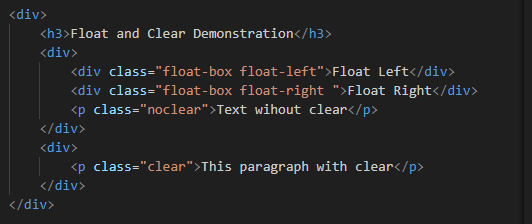 <div>
<h3>Float and Clear Demonstration</h3>
<div>
<div class="float-box float-left">Float Left</div>
<div class="float-box float-right ">Float Right</div>
<p class="noclear">Text wihout clear</p>
</div>
<div>
<p class="clear">This paragraph with clear</p>
</div>
</div>